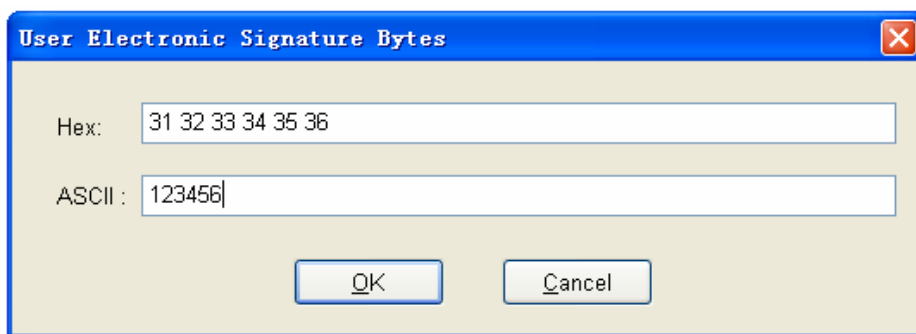 User Electronic Signature Bytes
Hex: 31 32 33 34 35 36
ASCII : 123456
OK Cancel